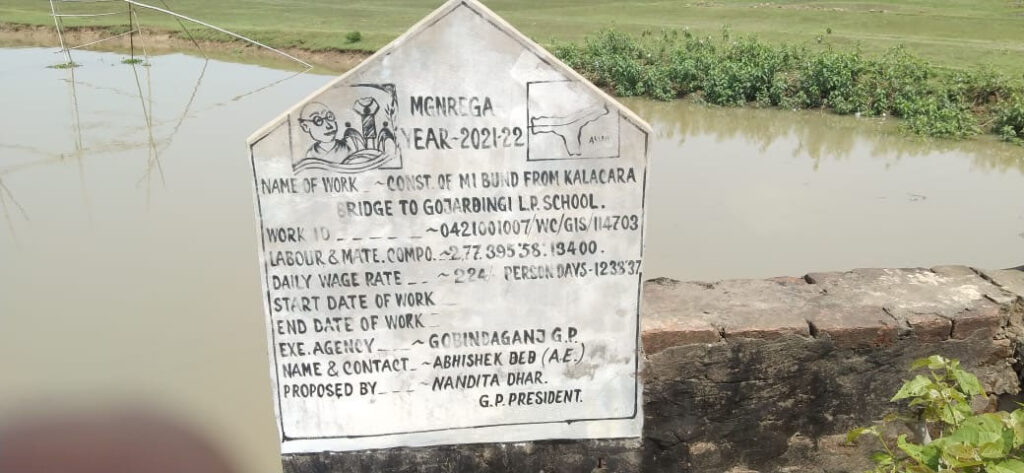 MGNREGA
YEAR-2021-22
NAME OF WORK _ ~CONST. OF MI BUND FROM KALACARA
BRIDGE TO GOJARDINGI L.P. SCHOOL.
WORK ID _ _ _ _ _ _ ~0421001007/WC/GIS/114703
LABOUR & MATE. COMPO. ~2.77.395'58. 19400.
DAILY WAGE RATE _ _ ~224/ PERSON DAYS-1238'37
START DATE OF WORK _
END DATE OF WORK _
EXE. AGENCY _ _ _ ~ GOBINDAGANJ G.P.
NAME & CONTACT _ ~ABHISHEK DEB (A.E.)
PROPOSED BY _ _ _ ~NANDITA DHAR.
G.P. PRESIDENT.